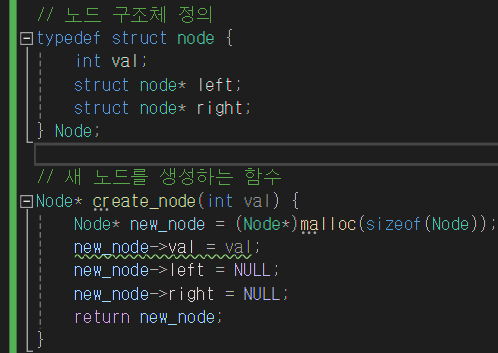 // 노드 구조체 정의
typedef struct node {
    int val;
    struct node* left;
    struct node* right;
} Node;
// 새 노드를 생성하는 함수
Node* create_node(int val) {
    Node* new_node = (Node*)malloc(sizeof(Node));
    new_node->val = val;
    new_node->left = NULL;
    new_node->right = NULL;
    return new_node;
}